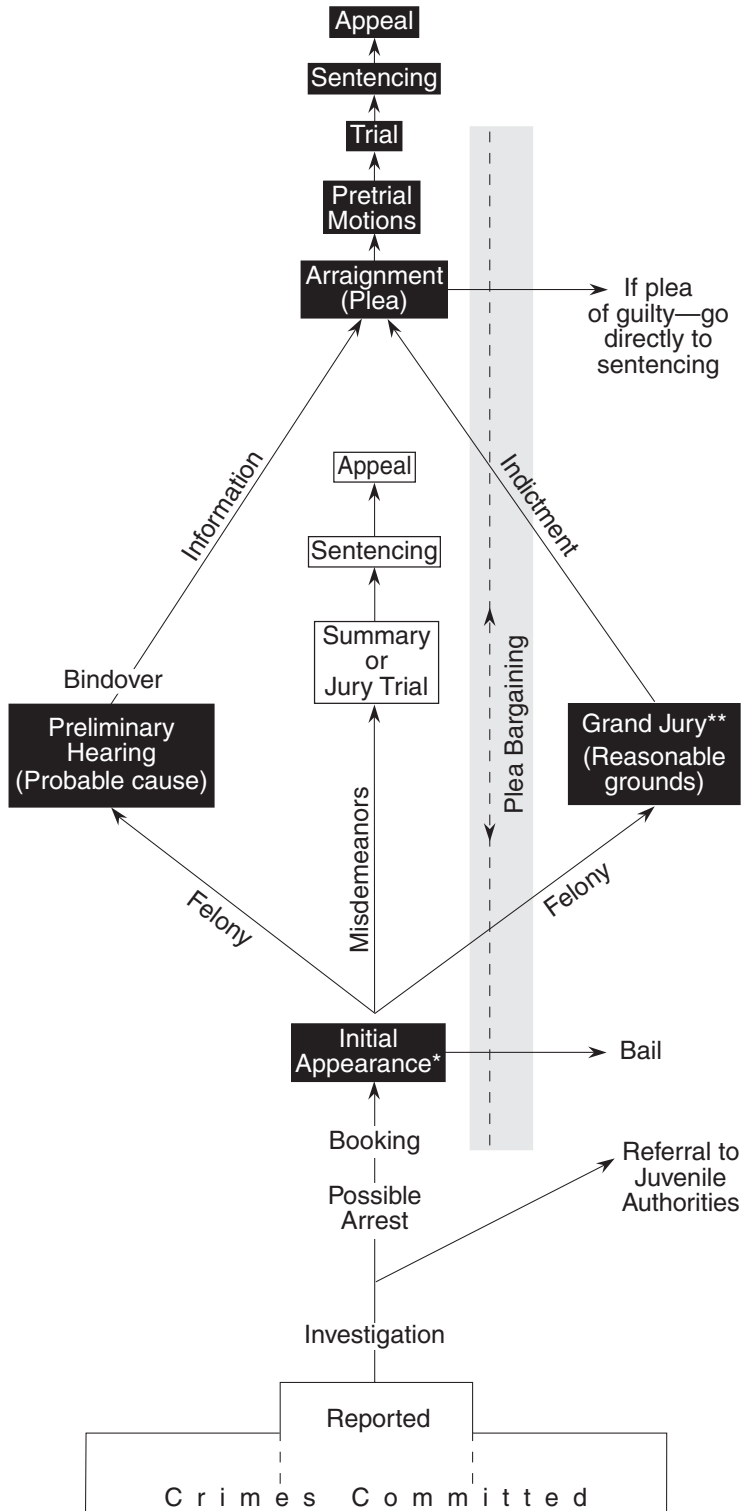 Appeal
Sentencing
Trial
Pretrial
Motions
Arraignment
(Plea)
If plea
of guilty—go
directly to
sentencing
Information
Indictment
Appeal
Sentencing
Summary
or
Jury Trial
Bindover
Preliminary
Hearing
(Probable cause)
Plea Bargaining
Grand Jury**
(Reasonable
grounds)
Felony
Misdemeanors
Felony
Initial
Appearance*
Bail
Booking
Referral to
Juvenile
Authorities
Possible
Arrest
Investigation
Reported
Crimes Committed